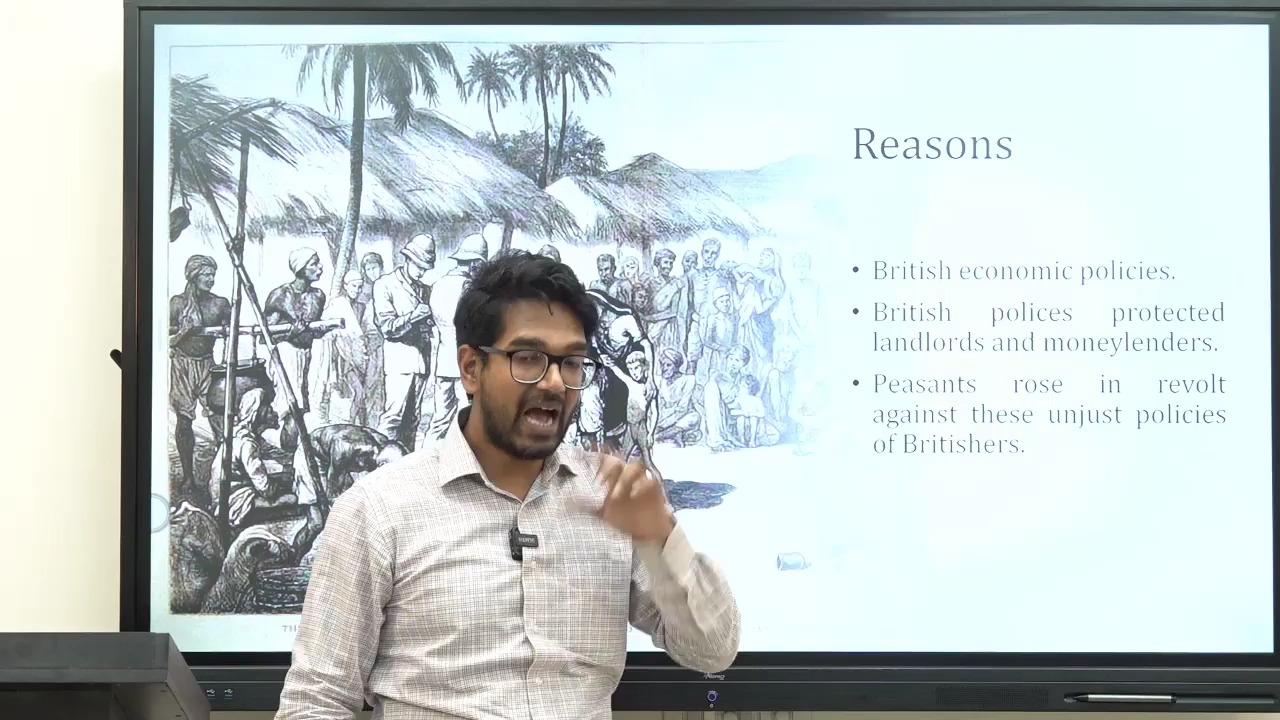 Reasons
• British economic policies.
• British polices protected
landlords and moneylenders.
• Peasants rose in revolt
against these unjust policies
of Britishers.